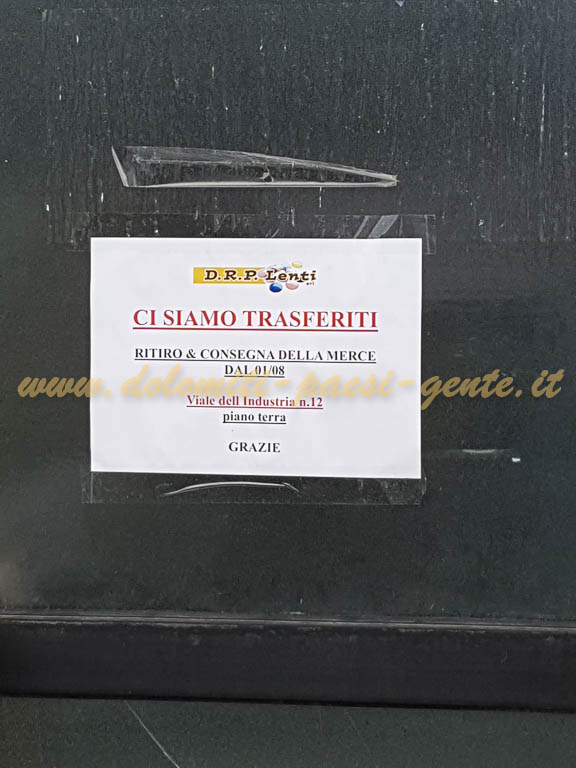 D.R.P. Lenti srl
CI SIAMO TRASFERITI
RITIRO & CONSEGNA DELLA MERCE
DAL 01/08
www.dolomiti-paesi-gente.it
Viale dell Industria n.12
piano terra
GRAZIE